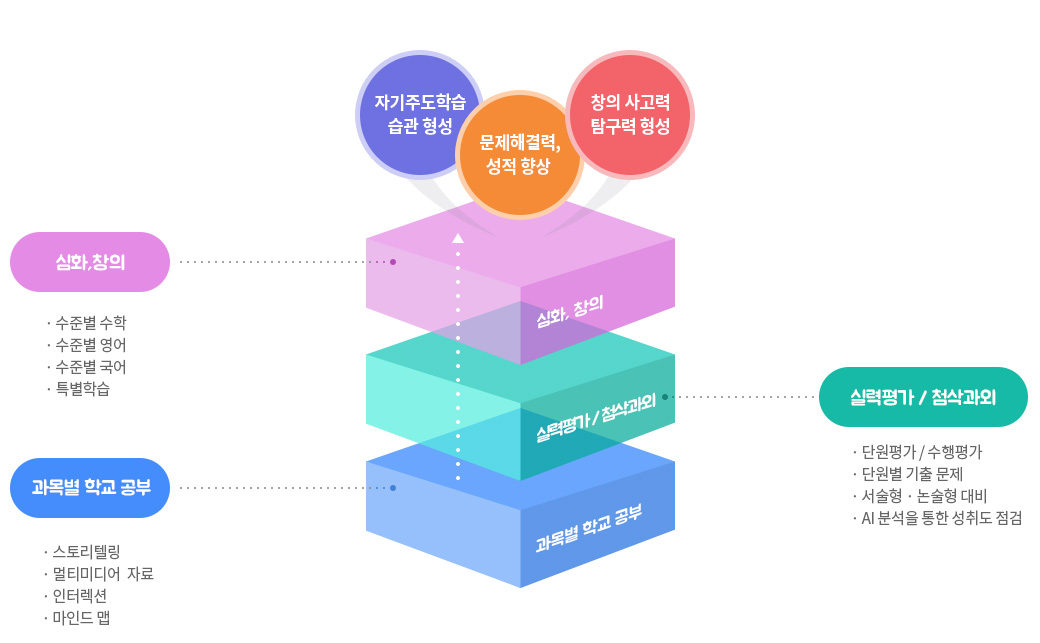 자기주도학습
습관 형성
문제해결력,
성적 향상
창의 사고력
탐구력 형성
심화,창의
· 수준별 수학
· 수준별 영어
· 수준별 국어
· 특별학습
심화, 창의
실력평가 / 첨삭과외
실력평가 / 첨삭과외
· 단원평가 / 수행평가
· 단원별 기출 문제
· 서술형 · 논술형 대비
· AI 분석을 통한 성취도 점검
과목별 학교 공부
· 스토리텔링
· 멀티미디어 자료
· 인터렉션
· 마인드 맵
과목별 학교 공부